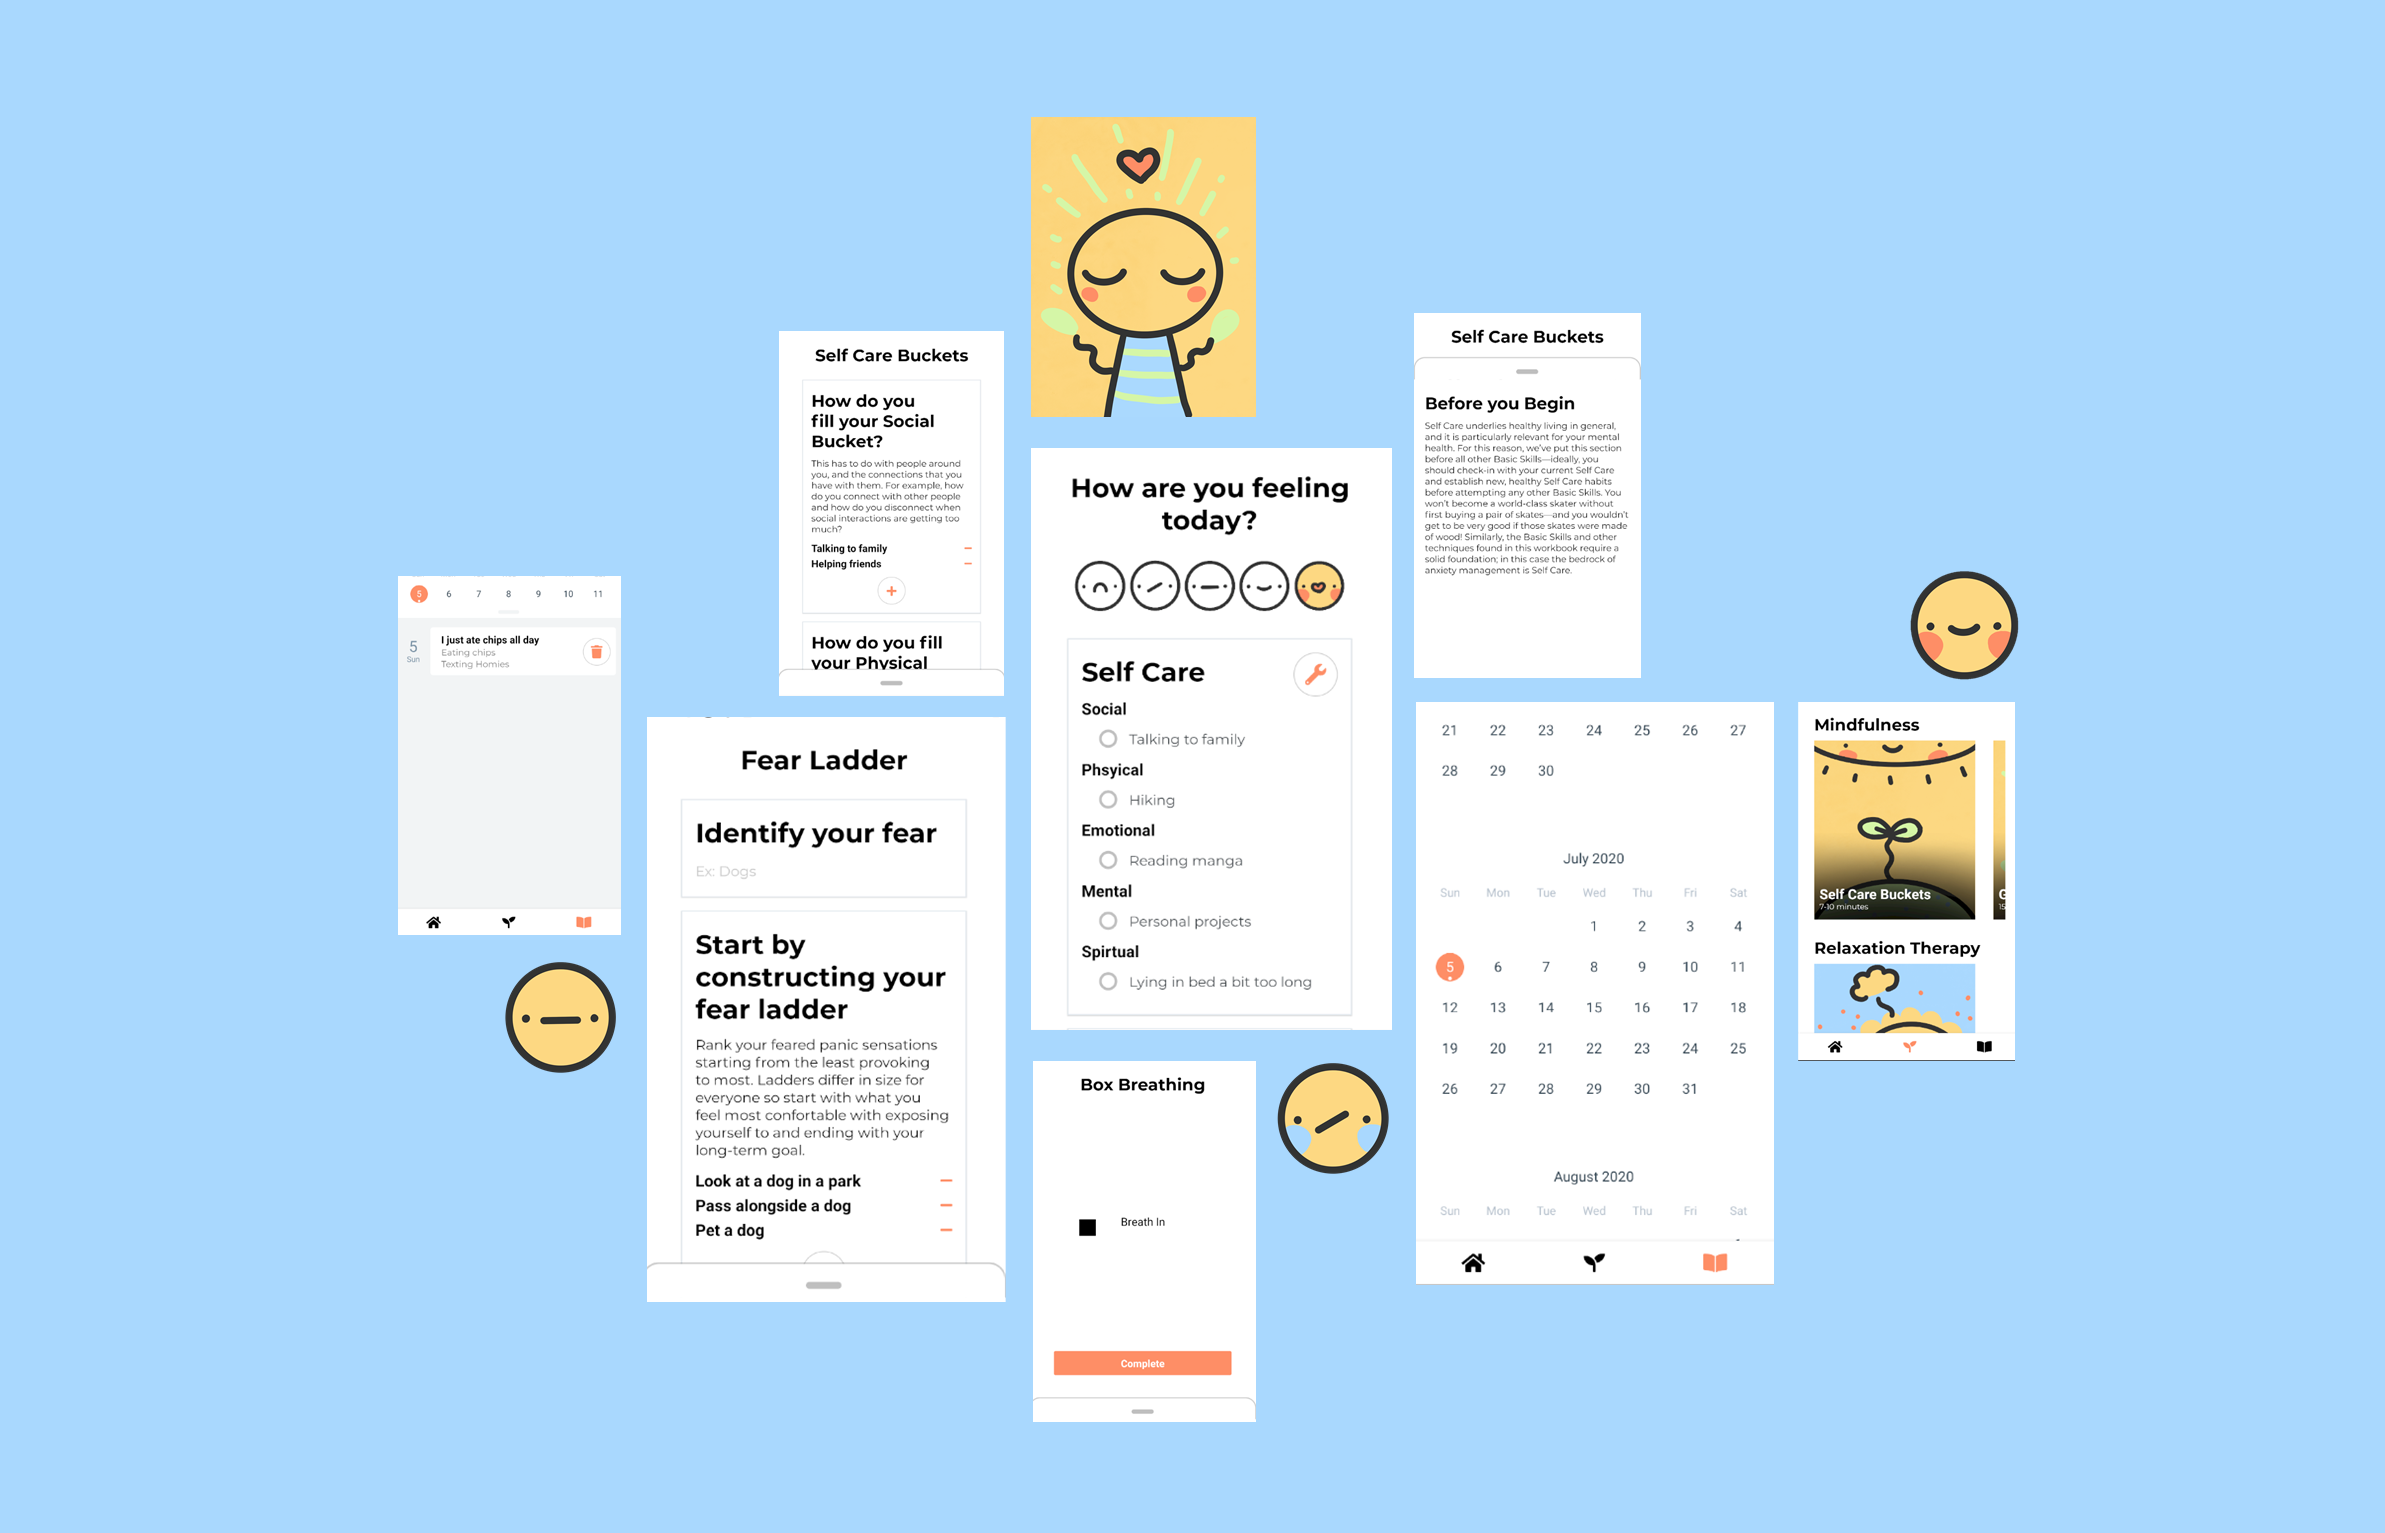 5 6 7 8 9 10 11
5
Sun
I just ate chips all day
Eating chips
Texting Homies
Self Care Buckets
How do you
fill your Social
Bucket?
This has to do with people around
you, and the connections that you
have with them. For example, how
do you connect with other people
and how do you disconnect when
social interactions are getting too
much?
Talking to family
Helping friends
How do you fill
your Physical
Fear Ladder
Identify your fear
Ex: Dogs
Start by
constructing your
fear ladder
Rank your feared panic sensations
starting from the least provoking
to most. Ladders differ in size for
everyone so start with what you
feel most confortable with exposing
yourself to and ending with your
long-term goal.
Look at a dog in a park
Pass alongside a dog
Pet a dog
How are you feeling
today?
Self Care
Social
Talking to family
Phsyical
Hiking
Emotional
Reading manga
Mental
Personal projects
Spirtual
Lying in bed a bit too long
Box Breathing
Breath In
Complete
Self Care Buckets
Before you Begin
Self Care underlies healthy living in general,
and it is particularly relevant for your mental
health. For this reason, we've put this section
before all other Basic Skills—ideally, you
should check-in with your current Self Care
and establish new, healthy Self Care habits
before attempting any other Basic Skills. You
won't become a world-class skater without
first buying a pair of skates—and you wouldn't
get to be very good if those skates were made
of wood! Similarly, the Basic Skills and other
techniques found in this workbook require a
solid foundation; in this case the bedrock of
anxiety management is Self Care.
21 22 23 24 25 26 27
28 29 30
July 2020
Sun Mon Tue Wed Thu Fri Sat
1 2 3 4
5 6 7 8 9 10 11
12 13 14 15 16 17 18
19 20 21 22 23 24 25
26 27 28 29 30 31
August 2020
Sun Mon Tue Wed Thu Fri Sat
Mindfulness
Self Care Buckets
7-10 minutes
Relaxation Therapy